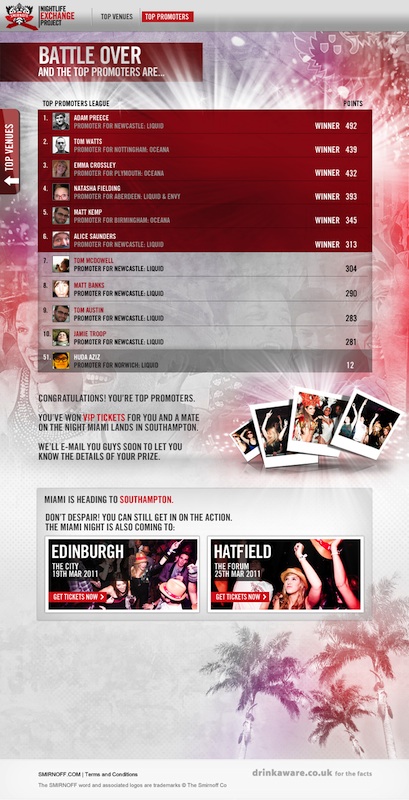 NIGHTLIFE
EXCHANGE
PROJECT
TOP VENUES
TOP PROMOTERS
BATTLE OVER
AND THE TOP PROMOTERS ARE...
TOP VENUES
TOP PROMOTERS LEAGUE POINTS
1. ADAM PREECE
PROMOTER FOR NEWCASTLE: LIQUID WINNER 492
2. TOM WATTS
PROMOTER FOR NOTTINGHAM: OCEANA WINNER 439
3. EMMA CROSSLEY
PROMOTER FOR PLYMOUTH: OCEANA WINNER 432
4. NATASHA FIELDING
PROMOTER FOR ABERDEEN: LIQUID & ENVY WINNER 393
5. MATT KEMP
PROMOTER FOR BIRMINGHAM: OCEANA WINNER 345
6. ALICE SAUNDERS
PROMOTER FOR NEWCASTLE: LIQUID WINNER 313
7. TOM MCDOWELL
PROMOTER FOR NEWCASTLE: LIQUID 304
8. MATT BANKS
PROMOTER FOR NEWCASTLE: LIQUID 290
9. TOM AUSTIN
PROMOTER FOR NEWCASTLE: LIQUID 283
10. JAMIE TROOP
PROMOTER FOR NEWCASTLE: LIQUID 281
51. HUDA AZIZ
PROMOTER FOR NORWICH: LIQUID 12
CONGRATULATIONS! YOU'RE TOP PROMOTERS.
YOU'VE WON VIP TICKETS FOR YOU AND A MATE
ON THE NIGHT MIAMI LANDS IN SOUTHAMPTON.
WE'LL E-MAIL YOU GUYS SOON TO LET YOU
KNOW THE DETAILS OF YOUR PRIZE.
MIAMI IS HEADING TO SOUTHAMPTON.
DON'T DESPAIR! YOU CAN STILL GET IN ON THE ACTION.
THE MIAMI NIGHT IS ALSO COMING TO:
EDINBURGH
THE CITY
19TH MAR 2011
GET TICKETS NOW
HATFIELD
THE FORUM
25TH MAR 2011
GET TICKETS NOW
SMIRNOFF.COM | Terms and Conditions
The SMIRNOFF word and associated logos are trademarks © The Smirnoff Co
drinkaware.co.uk for the facts